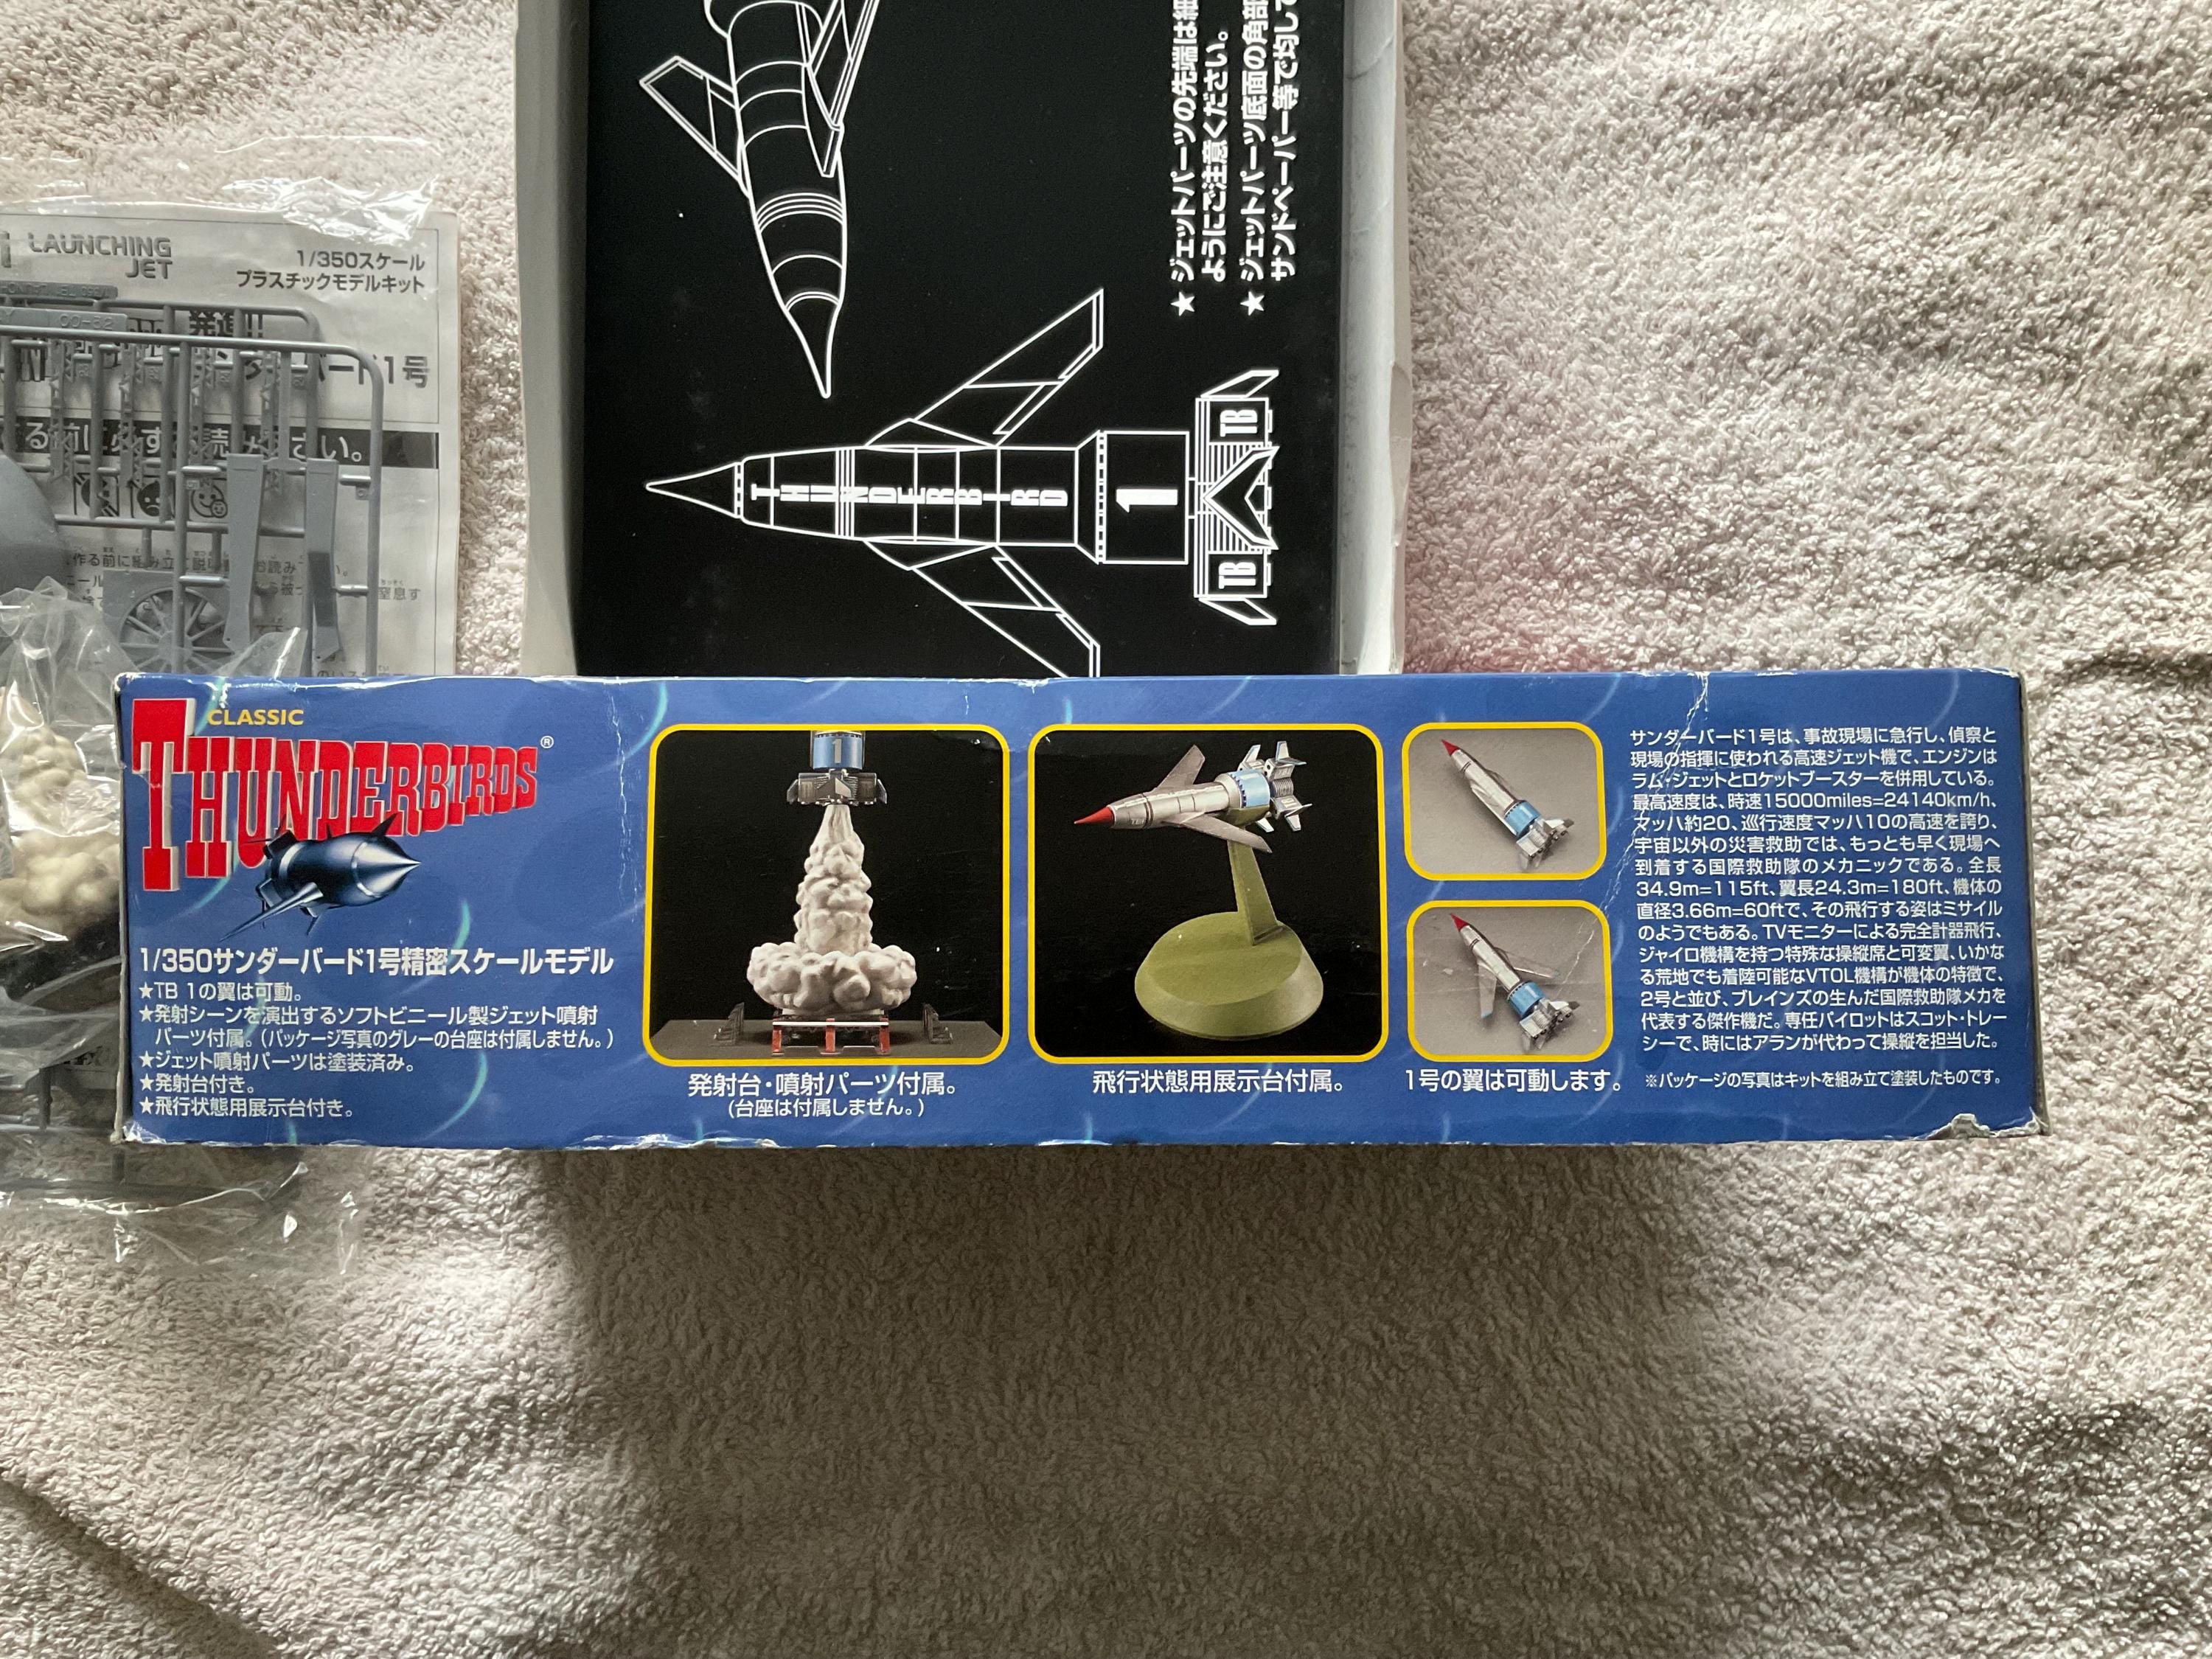 LAUNCHING
JET
1/350スケール
プラスチックモデルキット
発進!!
バード1号
CO-32
★ ジェットパーツの先端は細
ようにご注意ください。
★ ジェットパーツ底面の角部
サンドペーパー等で均して
THUNDERBIRD
1
TB
TB
CLASSIC
THUNDERBIRDS®
1/350サンダーバード1号精密スケールモデル
★TB 1の翼は可動。
★発射シーンを演出するソフトビニール製ジェット噴射
パーツ付属。(パッケージ写真のグレーの台座は付属しません。)
★ジェット噴射パーツは塗装済み。
★発射台付き。
★飛行状態用展示台付き。
1
発射台・噴射パーツ付属。
(台座は付属しません。)
飛行状態用展示台付属。
1号の翼は可動します。
サンダーバード1号は、事故現場に急行し、偵察と
現場の指揮に使われる高速ジェット機で、エンジンは
ラム・ジェットとロケットブースターを併用している。
最高速度は、時速15000miles=24140km/h、
マッハ約20、巡行速度マッハ10の高速を誇り、
宇宙以外の災害救助では、もっとも早く現場へ
到着する国際救助隊のメカニックである。全長
34.9m=115ft、翼長24.3m=180ft、機体の
直径3.66m=60ftで、その飛行する姿はミサイル
のようでもある。TVモニターによる完全計器飛行、
ジャイロ機構を持つ特殊な操縦席と可変翼、いかな
る荒地でも着陸可能なVTOL機構が機体の特徴で、
2号と並び、ブレインズの生んだ国際救助隊メカを
代表する傑作機だ。専任パイロットはスコット・トレー
シーで、時にはアランが代わって操縦を担当した。
※パッケージの写真はキットを組み立て塗装したものです。